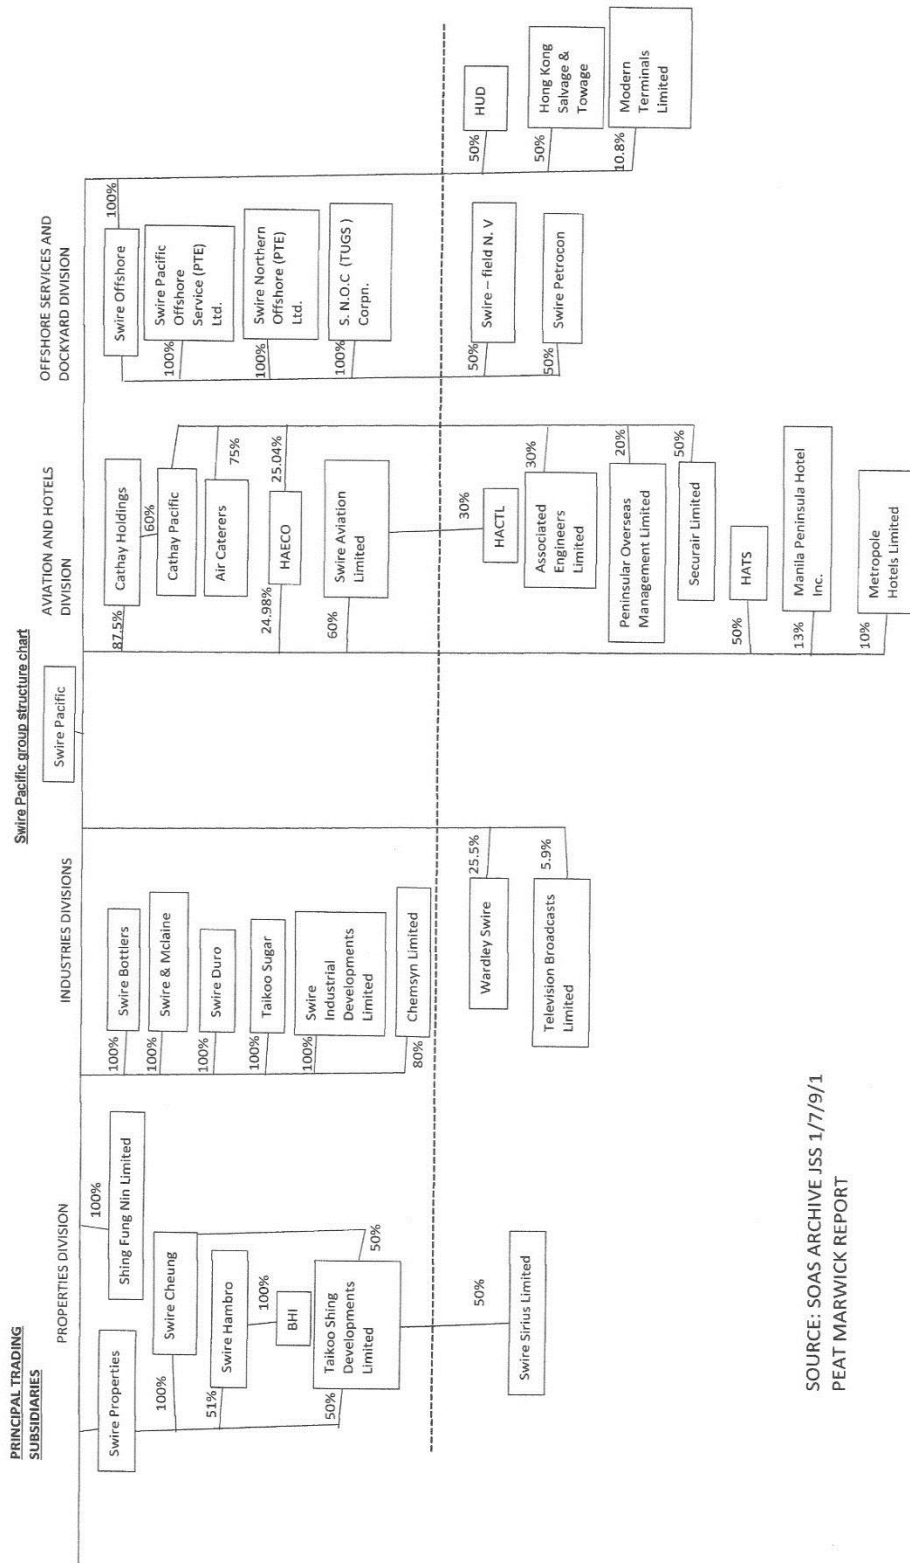 Swire Pacific group structure chart
PRINCIPAL TRADING
SUBSIDIARIES
Swire Pacific
PROPERTIES DIVISION
Swire Properties
100%
Shing Fung Nin Limited
100%
Swire Cheung
51%
Swire Hambro
100%
BHI
50%
Taikoo Shing
Developments
Limited
50%
50%
Swire Sirius Limited
INDUSTRIES DIVISIONS
100%
Swire Bottlers
100%
Swire & Mclaine
100%
Swire Duro
100%
Taikoo Sugar
100%
Swire
Industrial
Developments
Limited
80%
Chemsyn Limited
25.5%
Wardley Swire
5.9%
Television Broadcasts
Limited
AVIATION AND HOTELS
DIVISION
87.5%
Cathay Holdings
60%
Cathay Pacific
Air Caterers
75%
24.98%
HAECO
25.04%
60%
Swire Aviation
Limited
30%
HACTL
30%
Associated
Engineers
Limited
20%
Peninsular Overseas
Management Limited
50%
Securair Limited
50%
HATS
13%
Manila Peninsula Hotel
Inc.
10%
Metropole
Hotels Limited
OFFSHORE SERVICES AND
DOCKYARD DIVISION
Swire Offshore
100%
100%
Swire Pacific
Offshore
Service (PTE)
Ltd.
100%
Swire Northern
Offshore (PTE)
Ltd.
100%
S. N.O.C (TUGS )
Corpn.
50%
Swire – field N. V
50%
Swire Petrocon
50%
HUD
50%
Hong Kong
Salvage &
Towage
10.8%
Modern
Terminals
Limited
SOURCE: SOAS ARCHIVE JSS 1/7/9/1
PEAT MARWICK REPORT